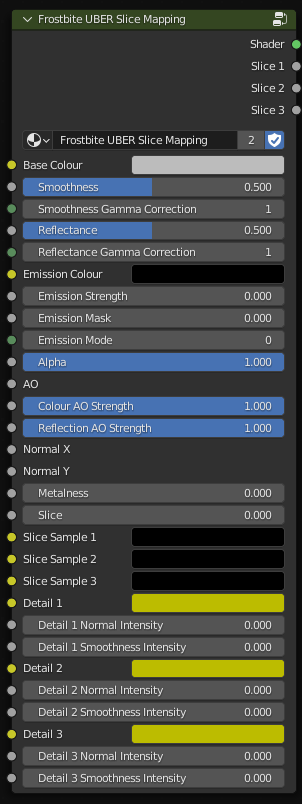 Frostbite UBER Slice Mapping
Shader
Slice 1
Slice 2
Slice 3
Frostbite UBER Slice Mapping 2
Base Colour
Smoothness 0.500
Smoothness Gamma Correction 1
Reflectance 0.500
Reflectance Gamma Correction 1
Emission Colour
Emission Strength 0.000
Emission Mask 0.000
Emission Mode 0
Alpha 1.000
AO
Colour AO Strength 1.000
Reflection AO Strength 1.000
Normal X
Normal Y
Metalness 0.000
Slice 0.000
Slice Sample 1
Slice Sample 2
Slice Sample 3
Detail 1
Detail 1 Normal Intensity 0.000
Detail 1 Smoothness Intensity 0.000
Detail 2
Detail 2 Normal Intensity 0.000
Detail 2 Smoothness Intensity 0.000
Detail 3
Detail 3 Normal Intensity 0.000
Detail 3 Smoothness Intensity 0.000